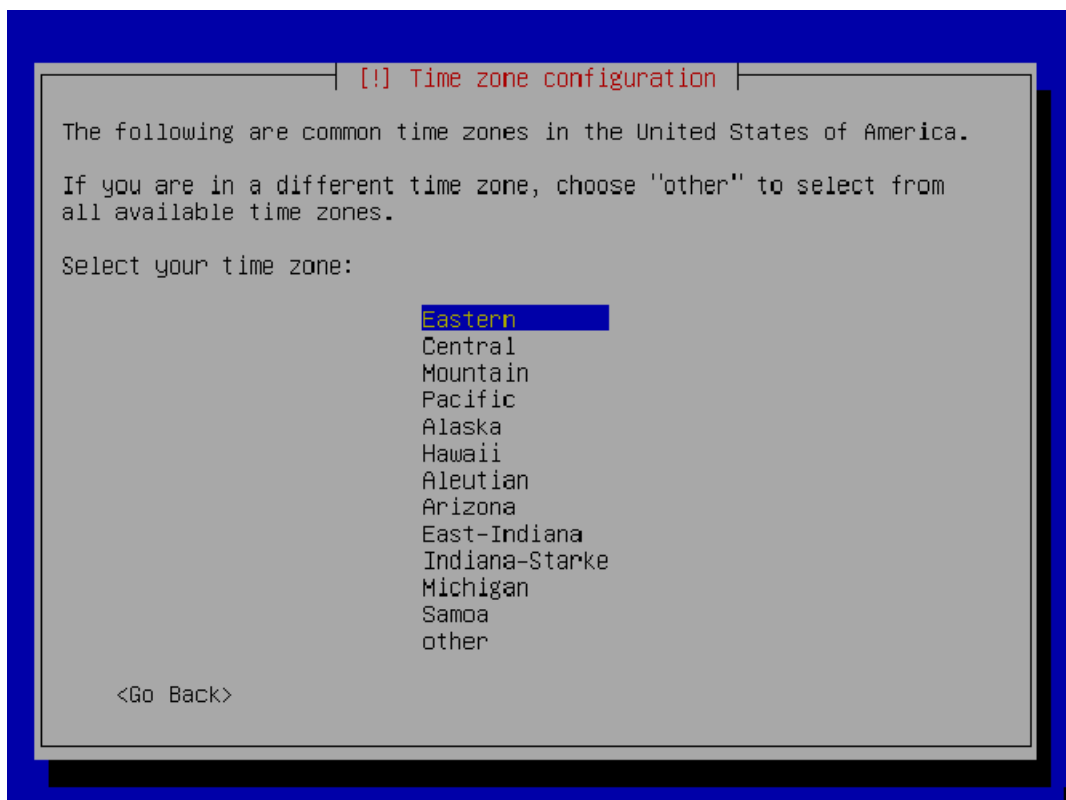 [!] Time zone configuration
The following are common time zones in the United States of America.
If you are in a different time zone, choose "other" to select from
all available time zones.
Select your time zone:
Eastern
Central
Mountain
Pacific
Alaska
Hawaii
Aleutian
Arizona
East-Indiana
Indiana-Starke
Michigan
Samoa
other
<Go Back>